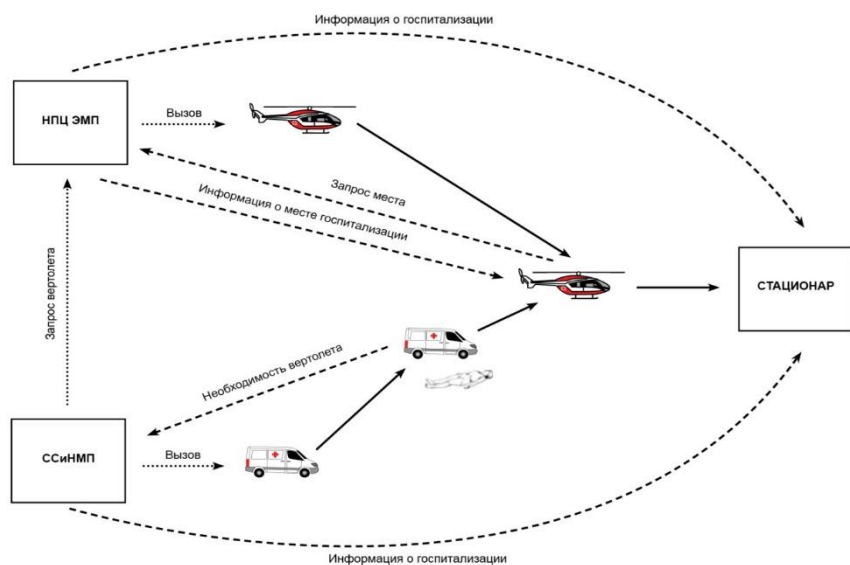 Информация о госпитализации
НПЦ ЭМП
Вызов
Запрос места
Информация о месте госпитализации
Запрос вертолета
СТАЦИОНАР
Необходимость вертолета
ССиНМП
Вызов
Информация о госпитализации